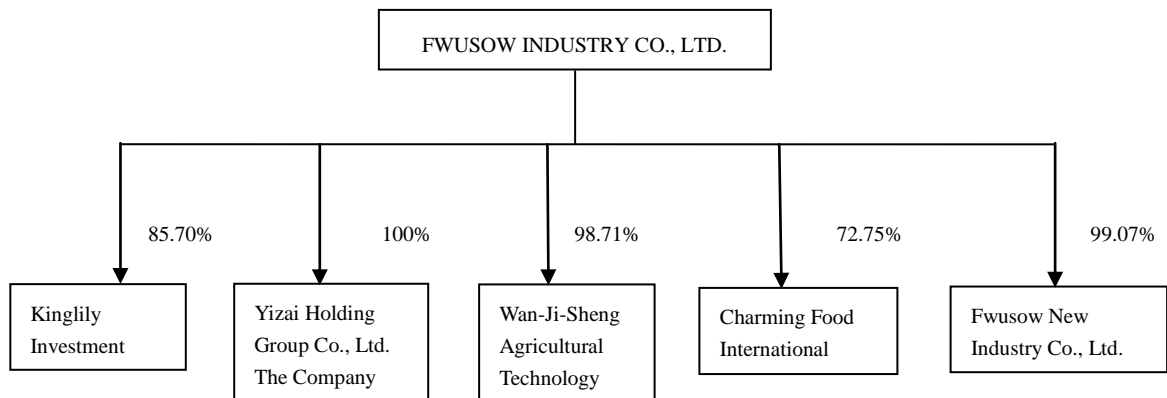 FWUSOW INDUSTRY CO., LTD.
85.70%
100%
98.71%
72.75%
99.07%
Kinglily
Investment
Yizai Holding
Group Co., Ltd.
The Company
Wan-Ji-Sheng
Agricultural
Technology
Charming Food
International
Fwusow New
Industry Co., Ltd.